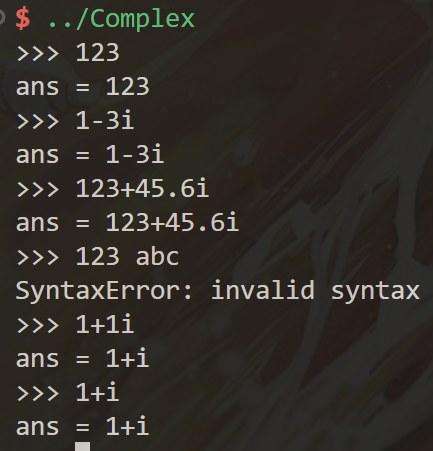 $ ../Complex
>>> 123
ans = 123
>>> 1-3i
ans = 1-3i
>>> 123+45.6i
ans = 123+45.6i
>>> 123 abc
SyntaxError: invalid syntax
>>> 1+1i
ans = 1+i
>>> 1+i
ans = 1+i